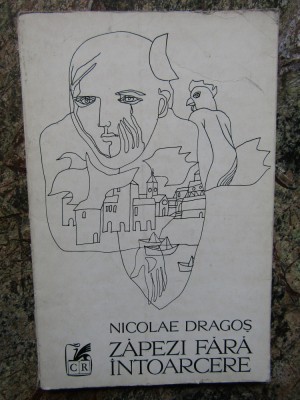 NICOLAE DRAGOȘ
ZĂPEZI FĂRĂ
ÎNTOARCERE
CR